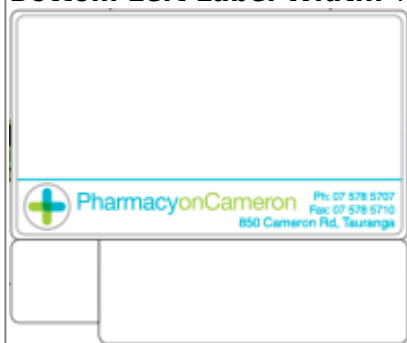 Bottom Left Label Width
PharmacyonCameron
Ph: 07 578 5707
Fax: 07 578 5710
850 Cameron Rd, Tauranga